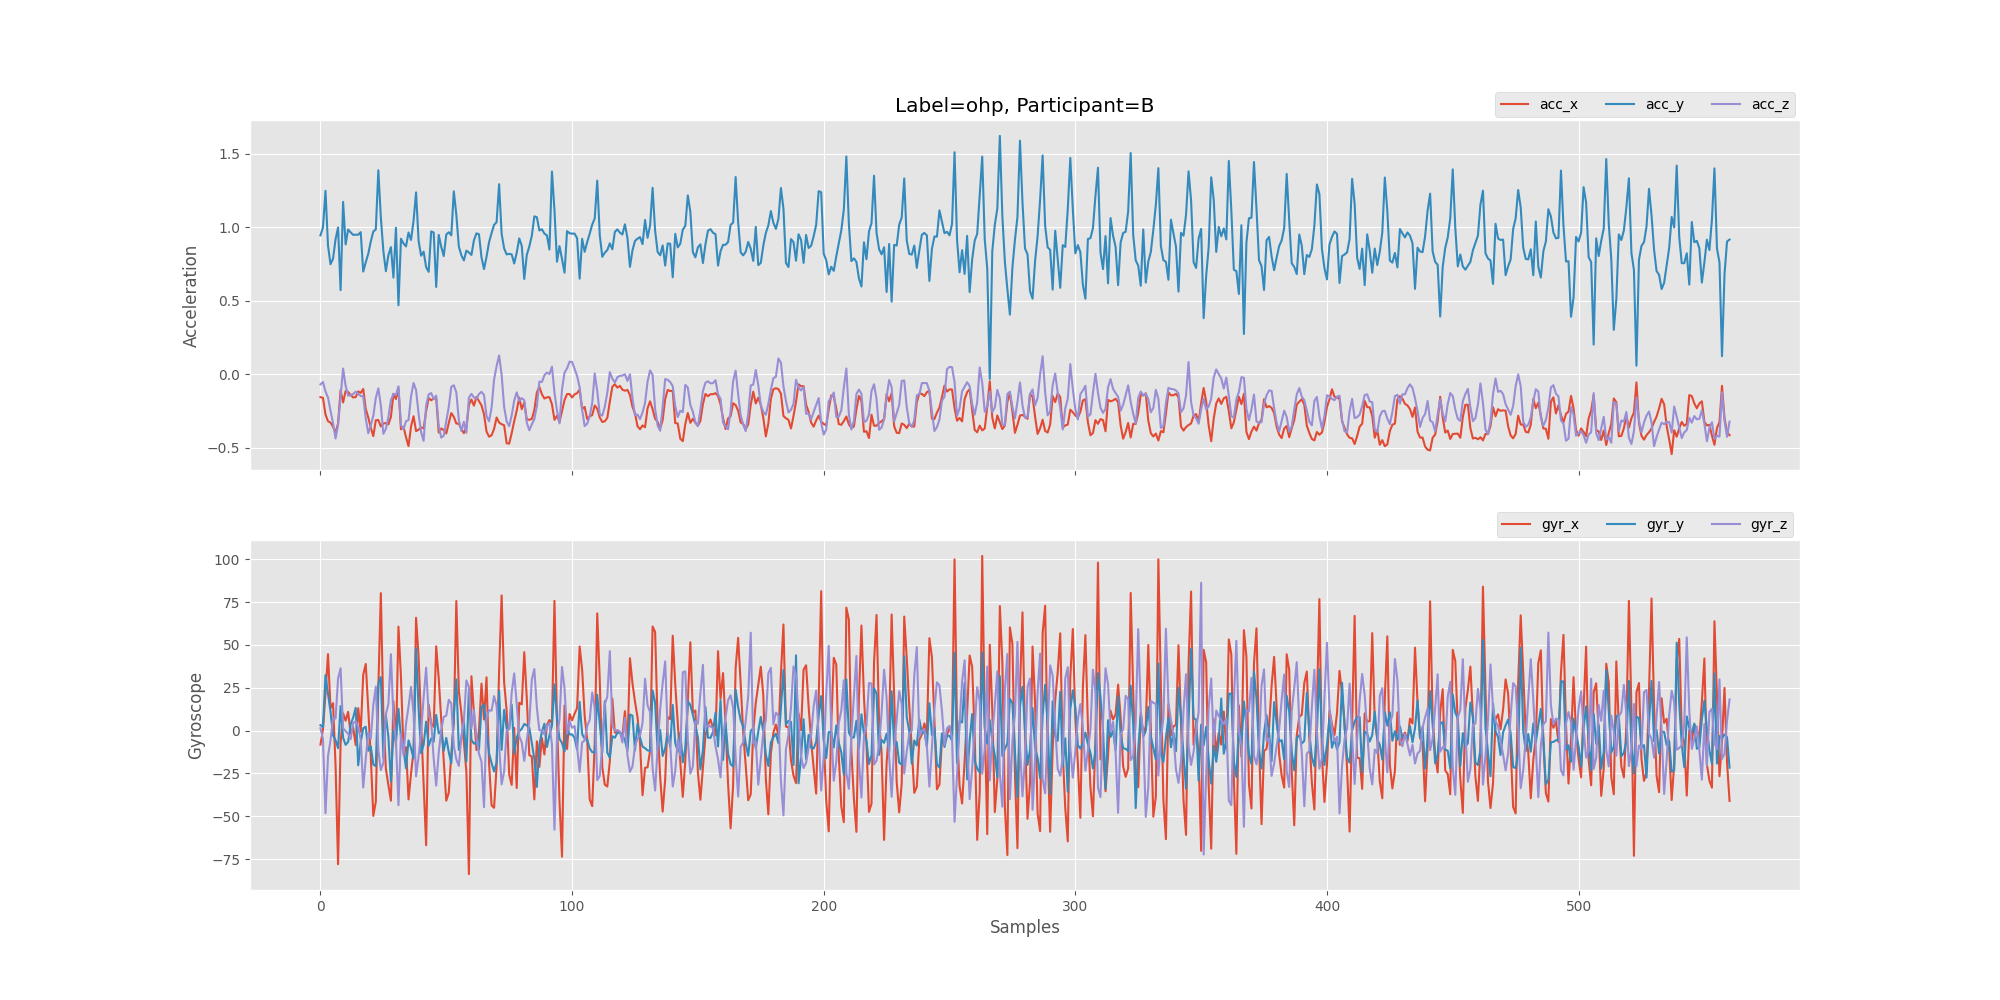 Label=ohp, Participant=B
acc_x acc_y acc_z
1.5
1.0
0.5
0.0
−0.5
Acceleration
gyr_x gyr_y gyr_z
100
75
50
25
0
−25
−50
−75
Gyroscope
0 100 200 300 400 500
Samples